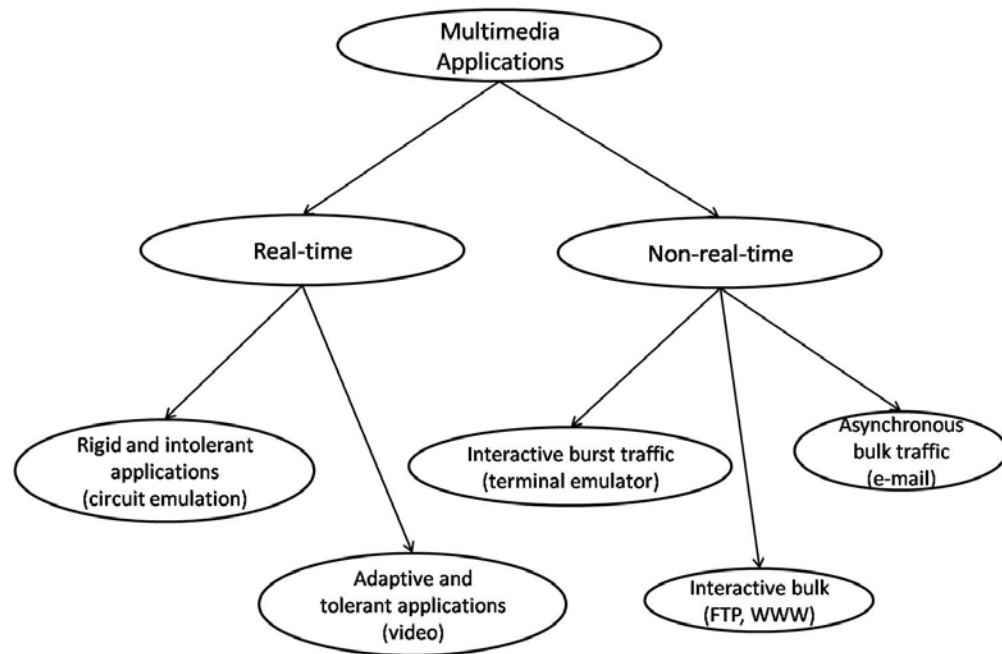 Multimedia
Applications
Real-time
Non-real-time
Rigid and intolerant
applications
(circuit emulation)
Interactive burst traffic
(terminal emulator)
Asynchronous
bulk traffic
(e-mail)
Adaptive and
tolerant applications
(video)
Interactive bulk
(FTP, WWW)